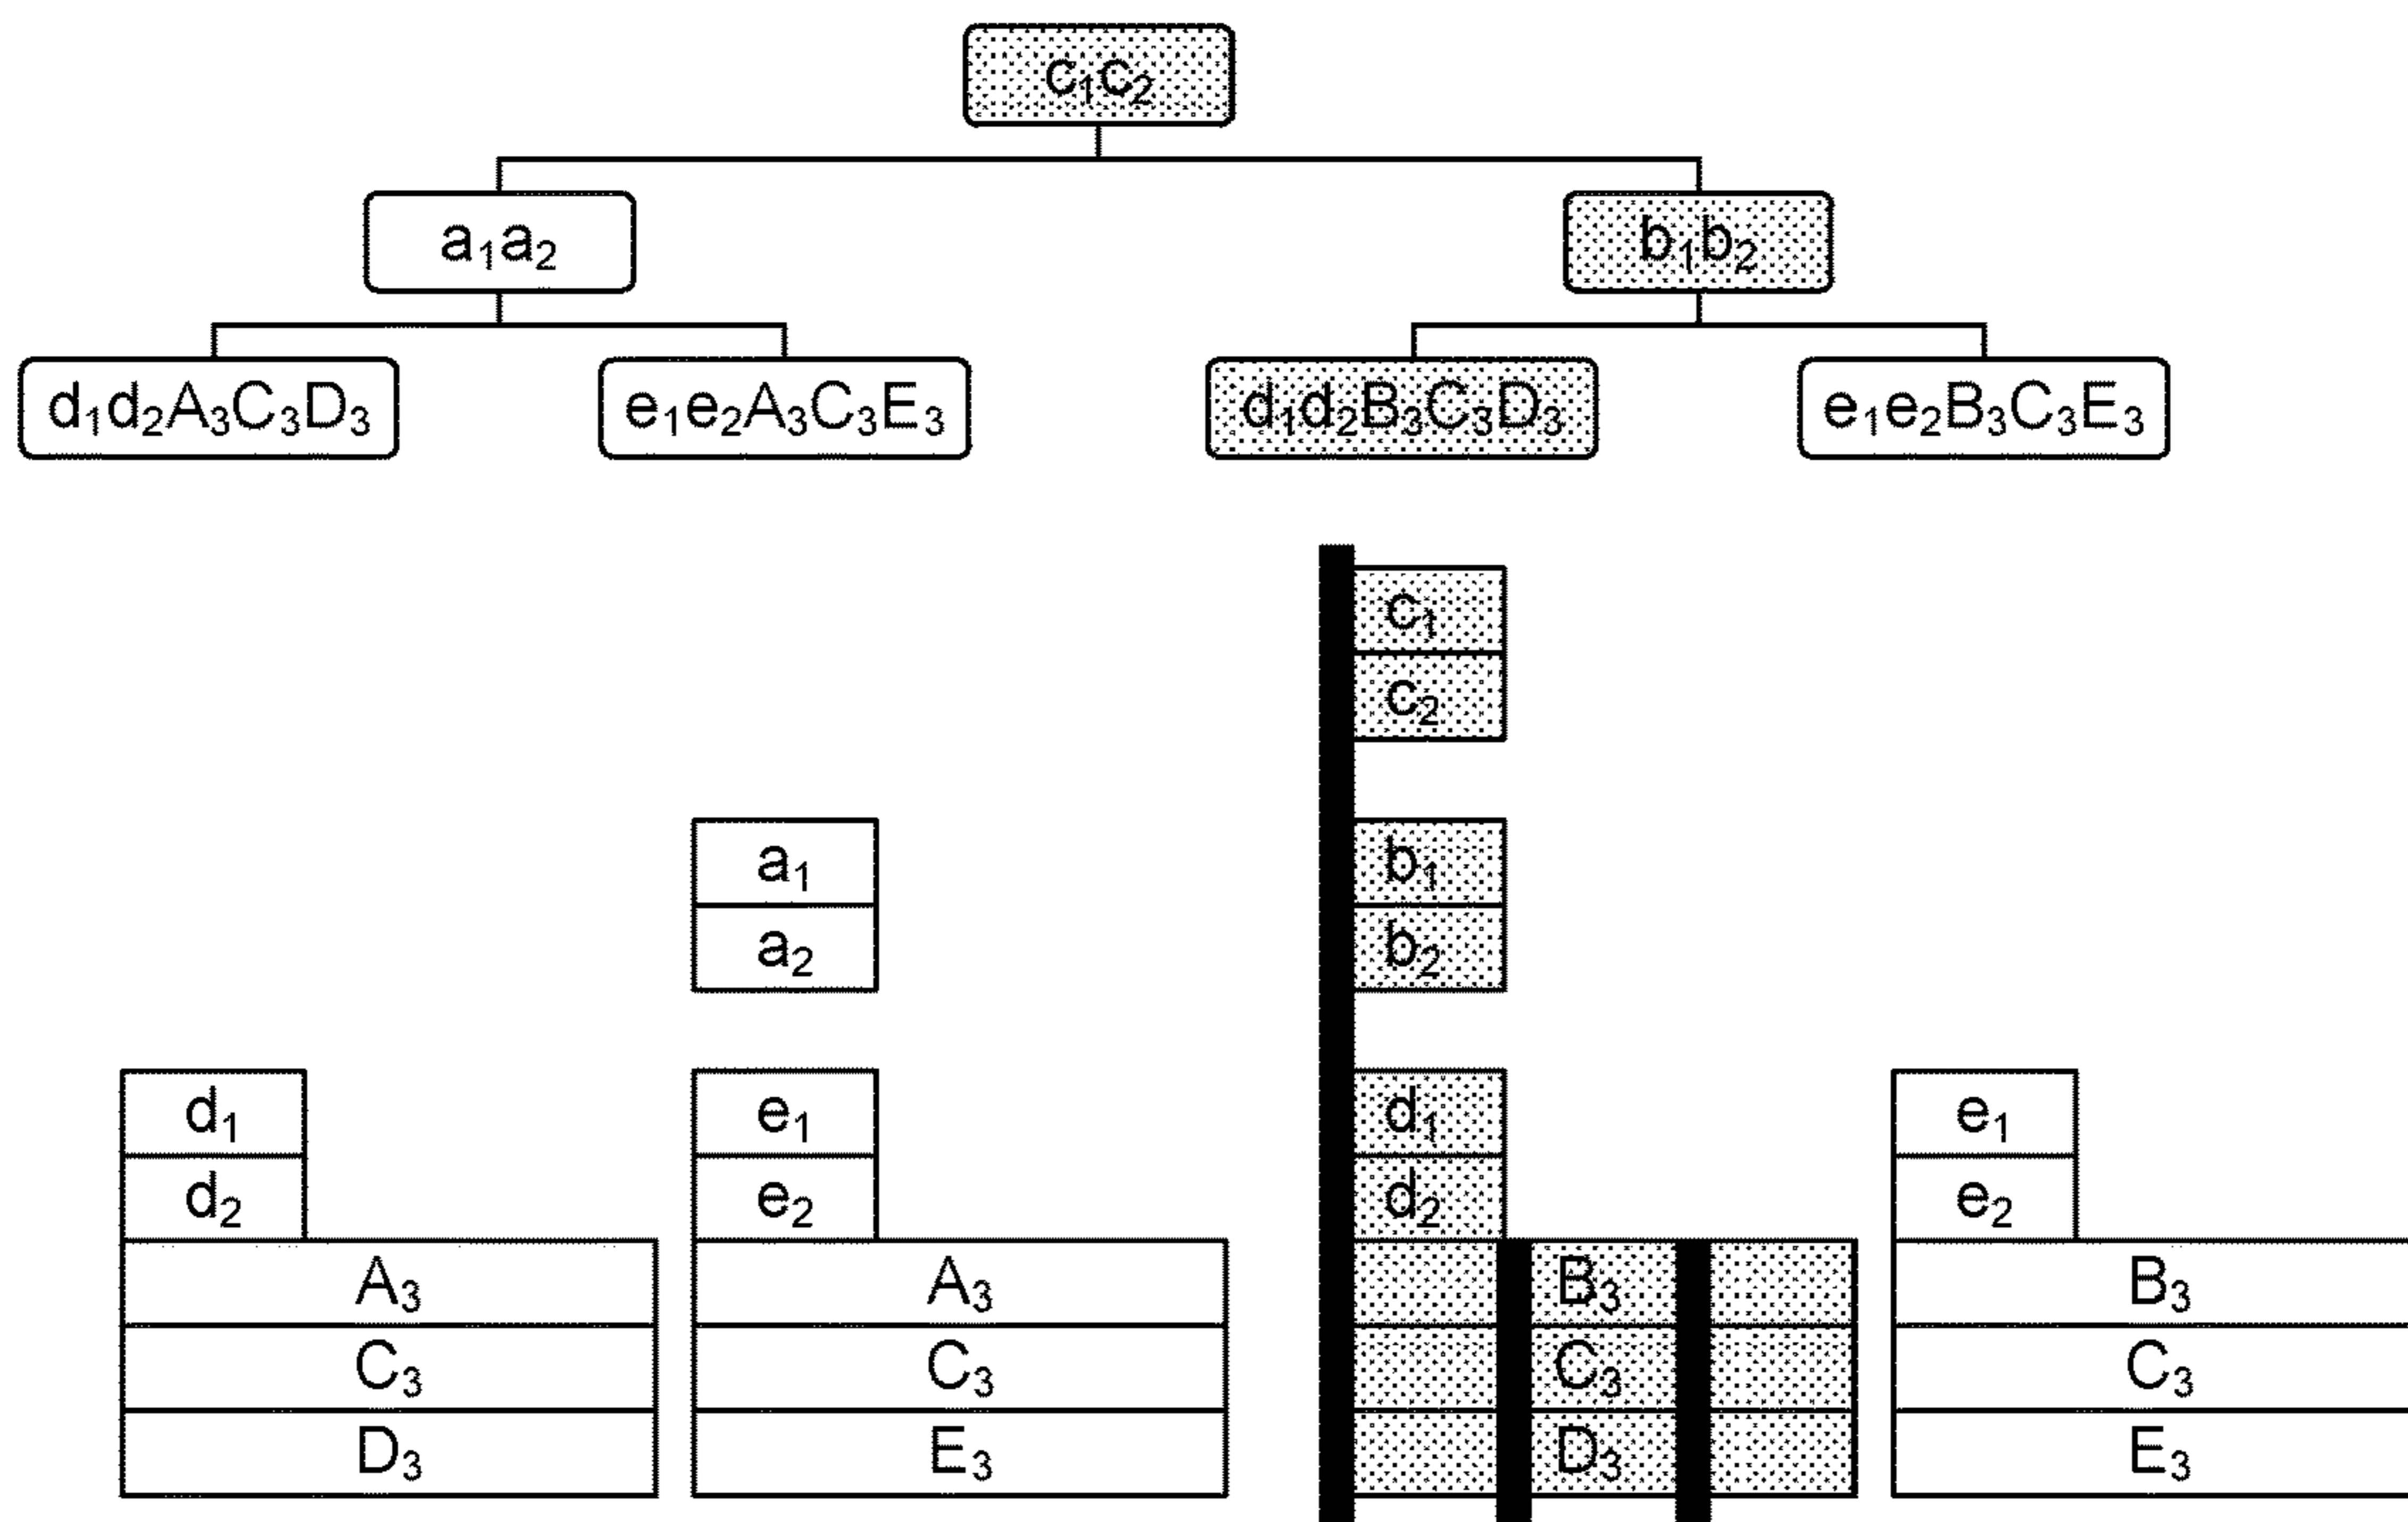 c₁c₂
a₁a₂ b₁b₂
d₁d₂A₃C₃D₃ e₁e₂A₃C₃E₃ d₁d₂B₃C₃D₃ e₁e₂B₃C₃E₃
c₁
c₂
a₁ b₁
a₂ b₂
d₁ e₁ d₁ e₁
d₂ e₂ d₂ e₂
A₃ A₃ B₃ B₃
C₃ C₃ C₃ C₃
D₃ E₃ D₃ E₃